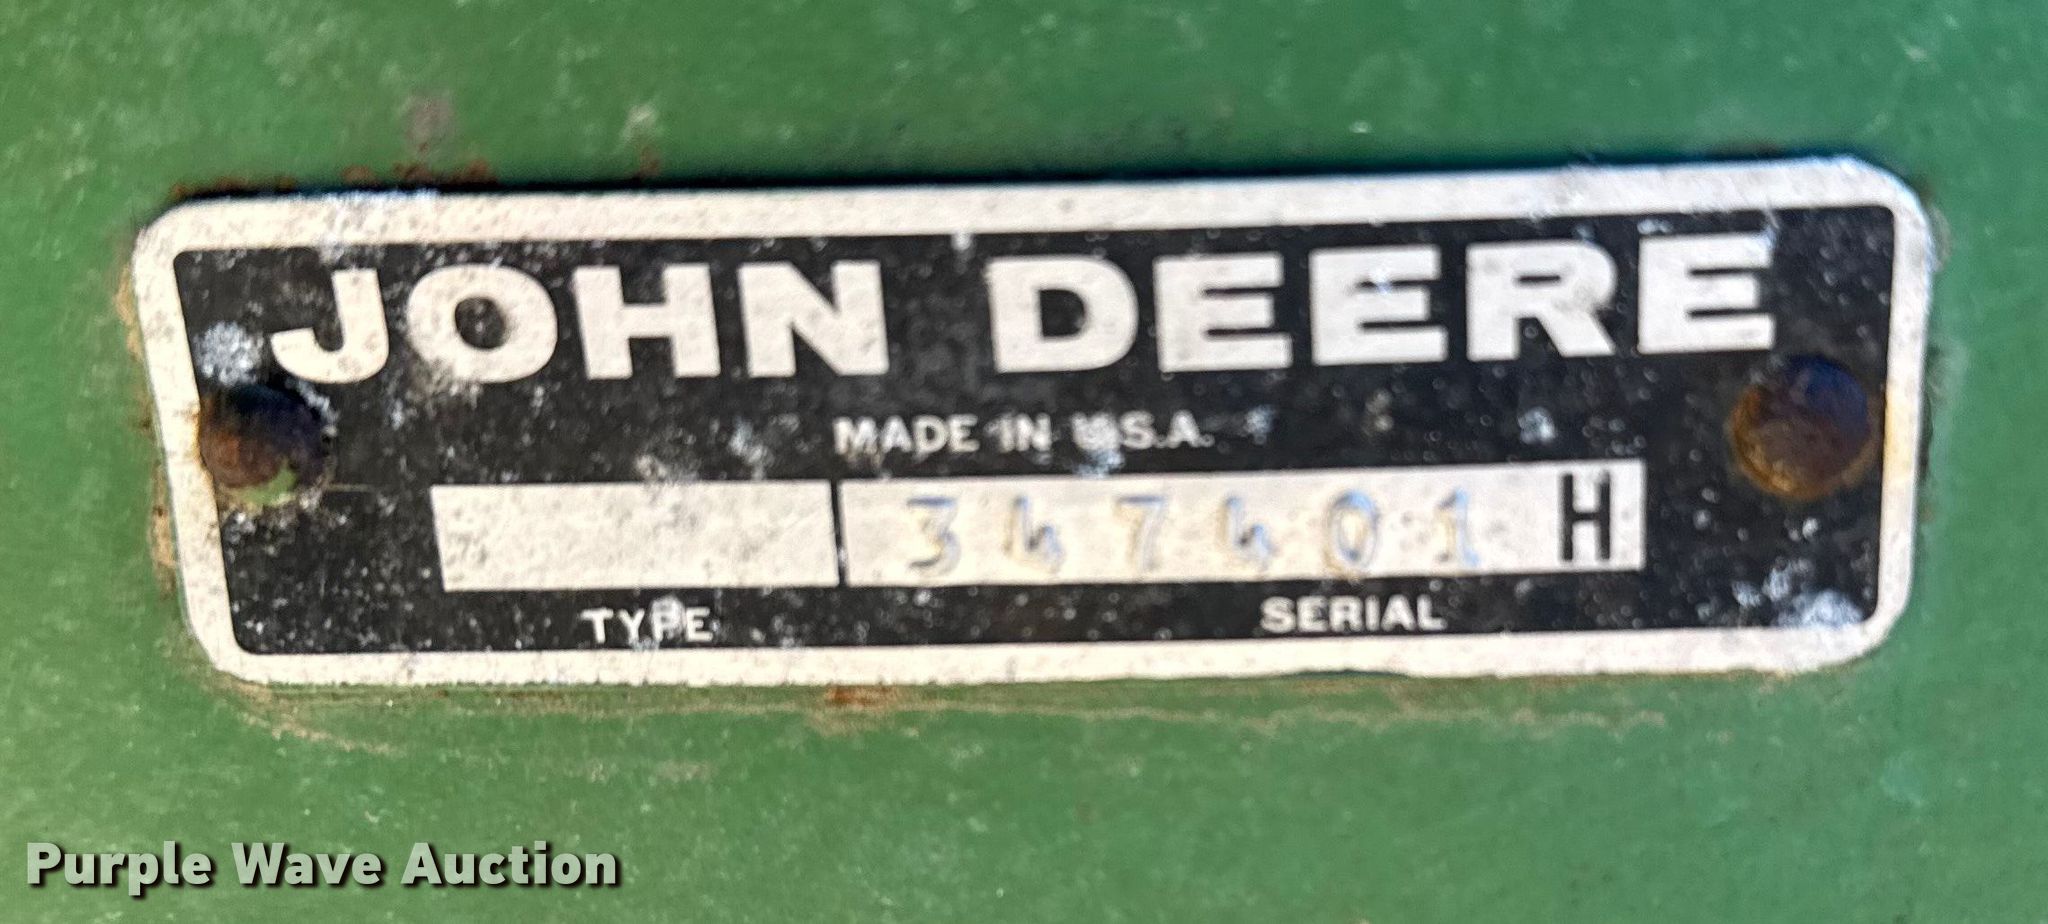 JOHN DEERE
MADE IN U.S.A.
347401 H
TYPE SERIAL
Purple Wave Auction